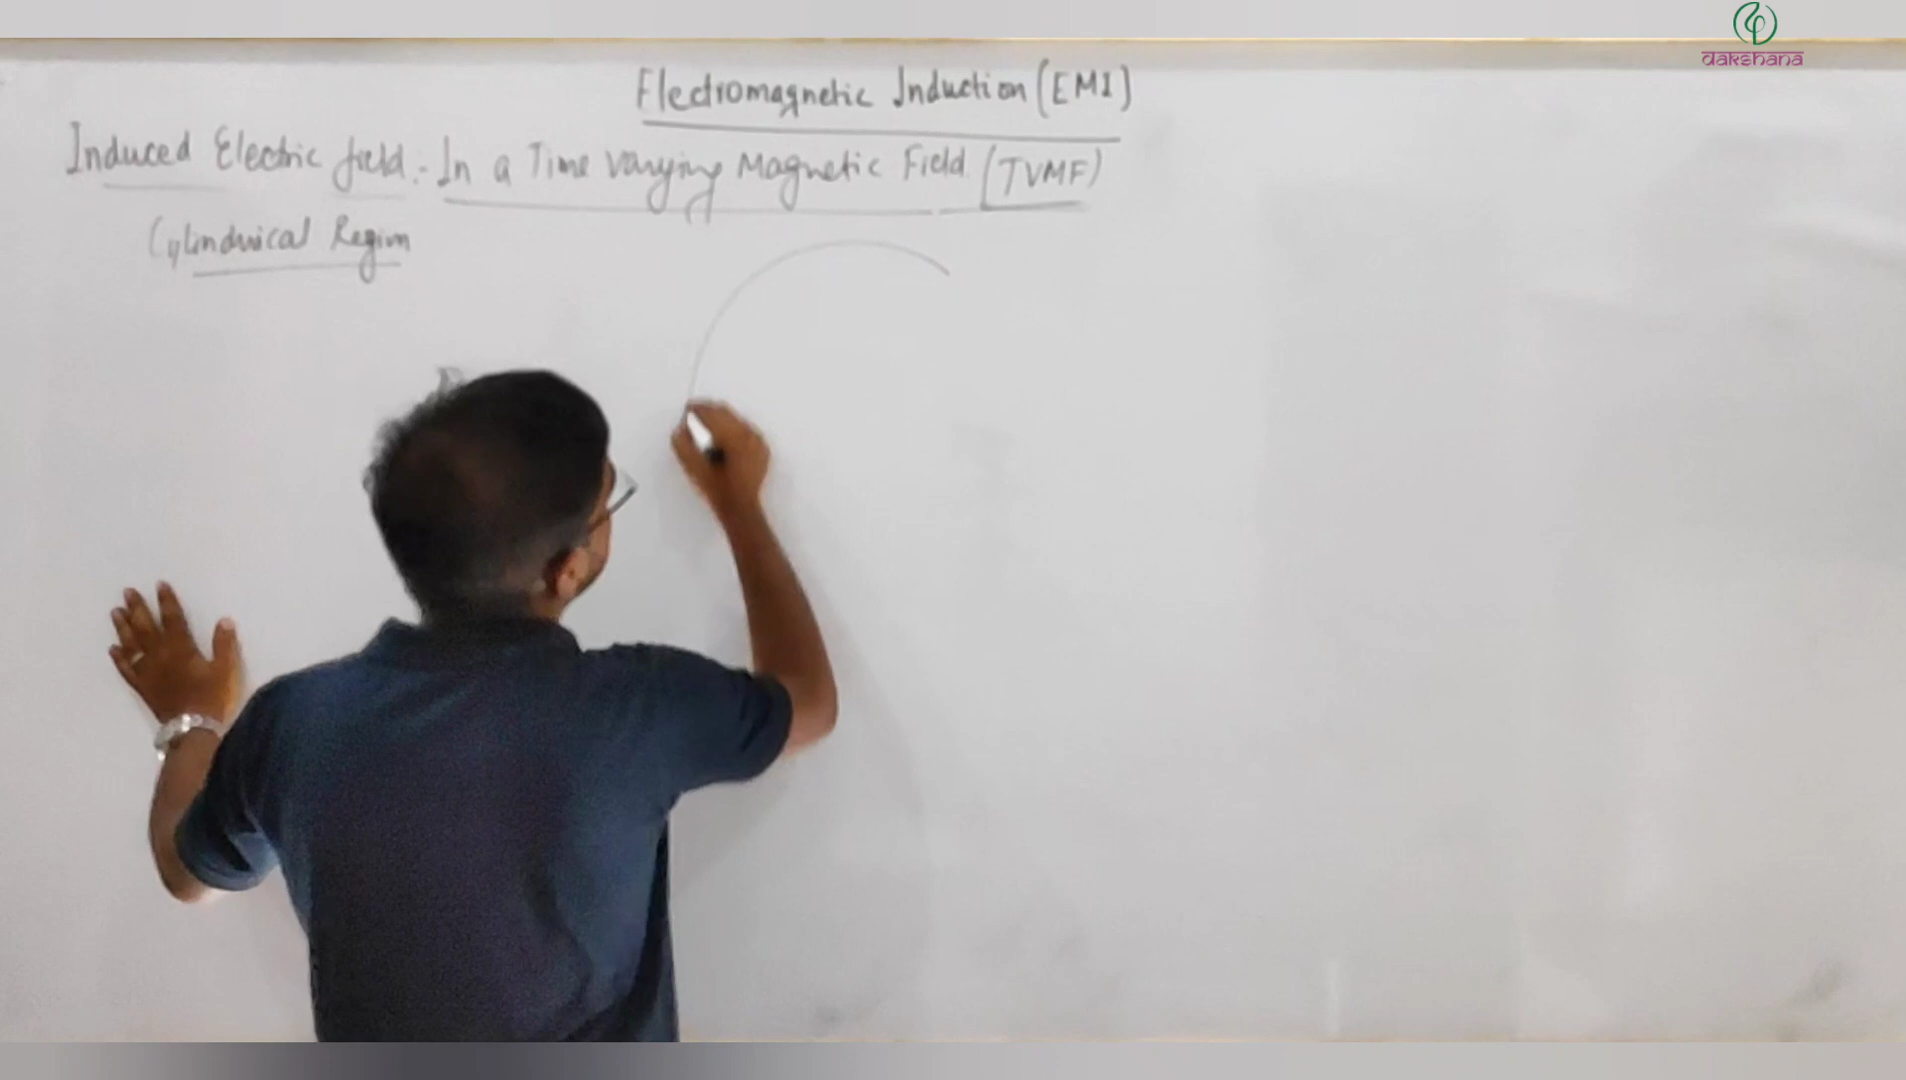 dakshana
Electromagnetic Induction (EMI)
Induced Electric field :- In a Time Varying Magnetic Field (TVMF)
Cylindrical Region